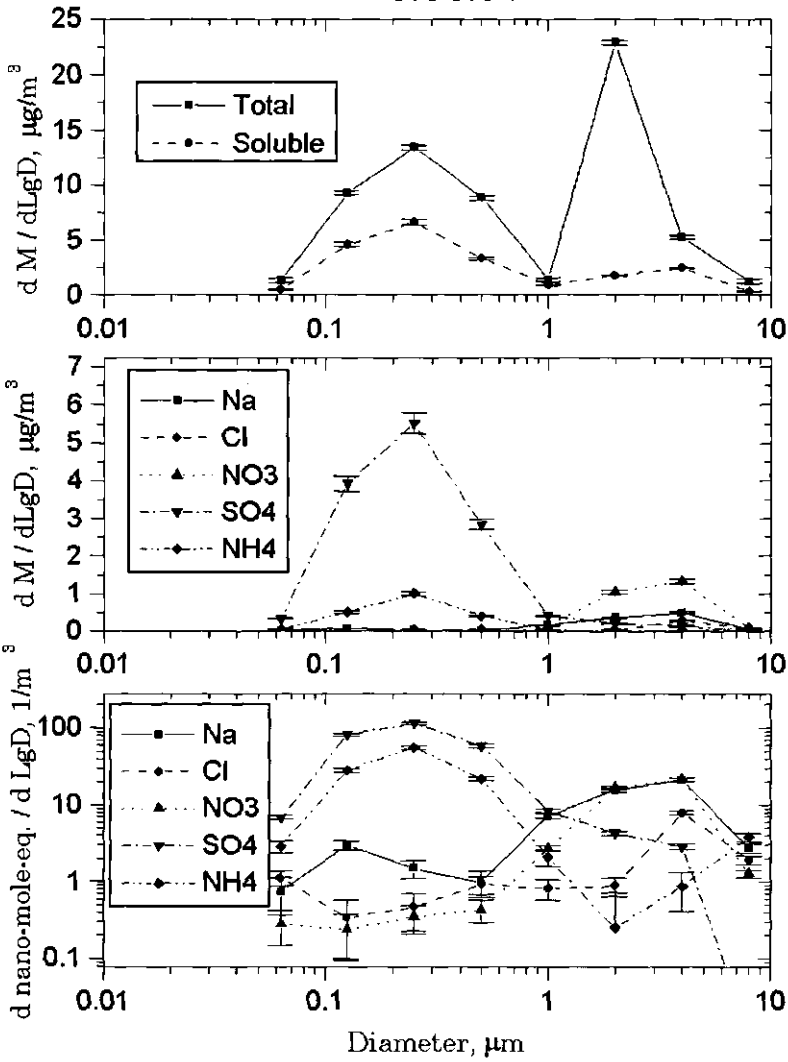 25
20
15
10
5
0
d M / dLgD, μg/m³
Total
Soluble
0.01 0.1 1 10
7
6
5
4
3
2
1
0
d M / dLgD, μg/m³
Na
Cl
NO3
SO4
NH4
0.01 0.1 1 10
100
10
1
0.1
d nano-mole-eq. / d LgD, 1/m³
Na
Cl
NO3
SO4
NH4
0.01 0.1 1 10
Diameter, μm